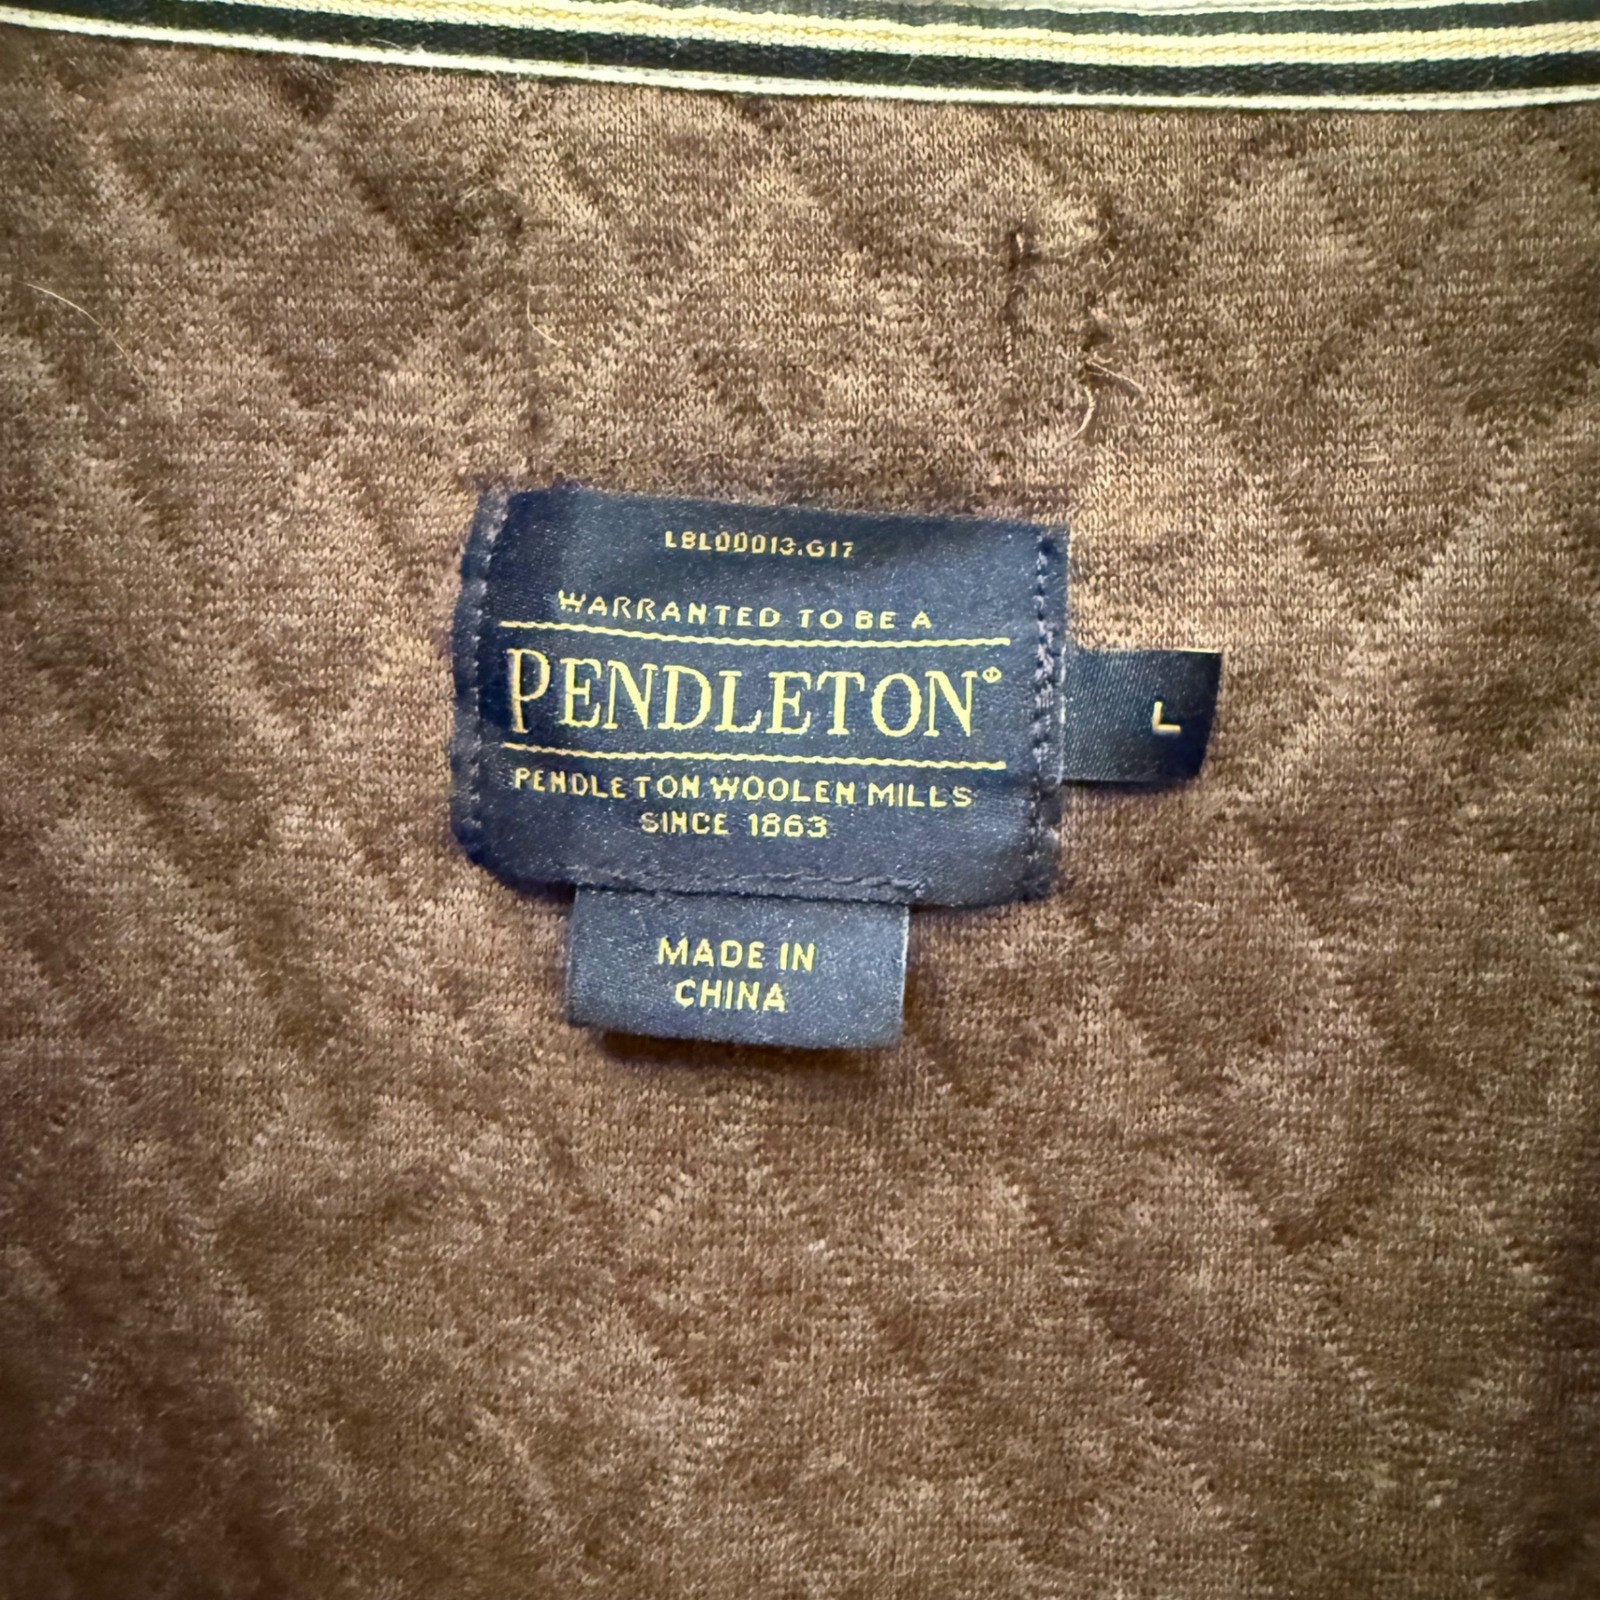 LBL00013.G17
WARRANTED TO BE A
PENDLETON®
L
PENDLETON WOOLEN MILLS
SINCE 1863
MADE IN
CHINA